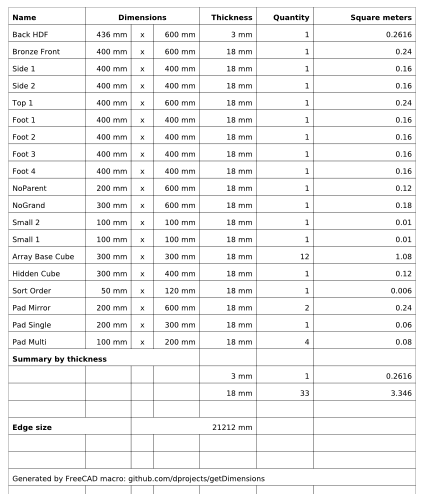 Name Dimensions Thickness Quantity Square meters
Back HDF 436 mm x 600 mm 3 mm 1 0.2616
Bronze Front 400 mm x 600 mm 18 mm 1 0.24
Side 1 400 mm x 400 mm 18 mm 1 0.16
Side 2 400 mm x 400 mm 18 mm 1 0.16
Top 1 400 mm x 600 mm 18 mm 1 0.24
Foot 1 400 mm x 400 mm 18 mm 1 0.16
Foot 2 400 mm x 400 mm 18 mm 1 0.16
Foot 3 400 mm x 400 mm 18 mm 1 0.16
Foot 4 400 mm x 400 mm 18 mm 1 0.16
NoParent 200 mm x 600 mm 18 mm 1 0.12
NoGrand 300 mm x 600 mm 18 mm 1 0.18
Small 2 100 mm x 100 mm 18 mm 1 0.01
Small 1 100 mm x 100 mm 18 mm 1 0.01
Array Base Cube 300 mm x 300 mm 18 mm 12 1.08
Hidden Cube 300 mm x 400 mm 18 mm 1 0.12
Sort Order 50 mm x 120 mm 18 mm 1 0.006
Pad Mirror 200 mm x 600 mm 18 mm 2 0.24
Pad Single 200 mm x 300 mm 18 mm 1 0.06
Pad Multi 100 mm x 200 mm 18 mm 4 0.08
Summary by thickness
3 mm 1 0.2616
18 mm 33 3.346
Edge size 21212 mm
Generated by FreeCAD macro: github.com/dprojects/getDimensions